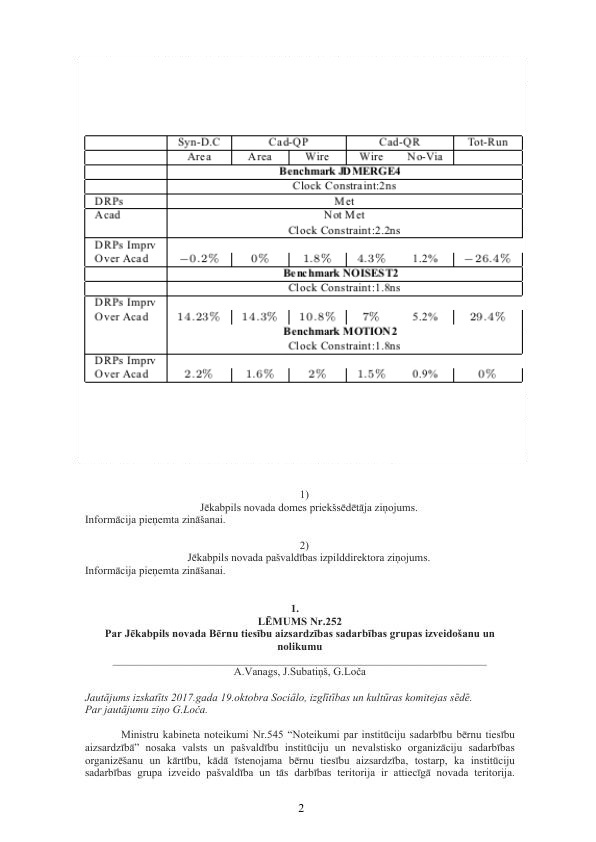 Syn-D.C Cad-QP Cad-QR Tot-Run
Area Area Wire Wire No-Via
Benchmark JDMERGE4
Clock Constraint:2ns
DRPs Met
Acad Not Met
Clock Constraint:2.2ns
DRPs Imprv
Over Acad −0.2% 0% 1.8% 4.3% 1.2% −26.4%
Benchmark NOISEST2
Clock Constraint:1.8ns
DRPs Imprv
Over Acad 14.23% 14.3% 10.8% 7% 5.2% 29.4%
Benchmark MOTION2
Clock Constraint:1.8ns
DRPs Imprv
Over Acad 2.2% 1.6% 2% 1.5% 0.9% 0%
1)
Jēkabpils novada domes priekšsēdētāja ziņojums.
Informācija pieņemta zināšanai.
2)
Jēkabpils novada pašvaldības izpilddirektora ziņojums.
Informācija pieņemta zināšanai.
1.
LĒMUMS Nr.252
Par Jēkabpils novada Bērnu tiesību aizsardzības sadarbības grupas izveidošanu un
nolikumu
A.Vanags, J.Subatiņš, G.Loča
Jautājums izskatīts 2017.gada 19.oktobra Sociālo, izglītības un kultūras komitejas sēdē.
Par jautājumu ziņo G.Loča.
Ministru kabineta noteikumi Nr.545 “Noteikumi par institūciju sadarbību bērnu tiesību
aizsardzībā” nosaka valsts un pašvaldību institūciju un nevalstisko organizāciju sadarbības
organizēšanu un kārtību, kādā īstenojama bērnu tiesību aizsardzība, tostarp, ka institūciju
sadarbības grupa izveido pašvaldība un tās darbības teritorija ir attiecīgā novada teritorija.
2